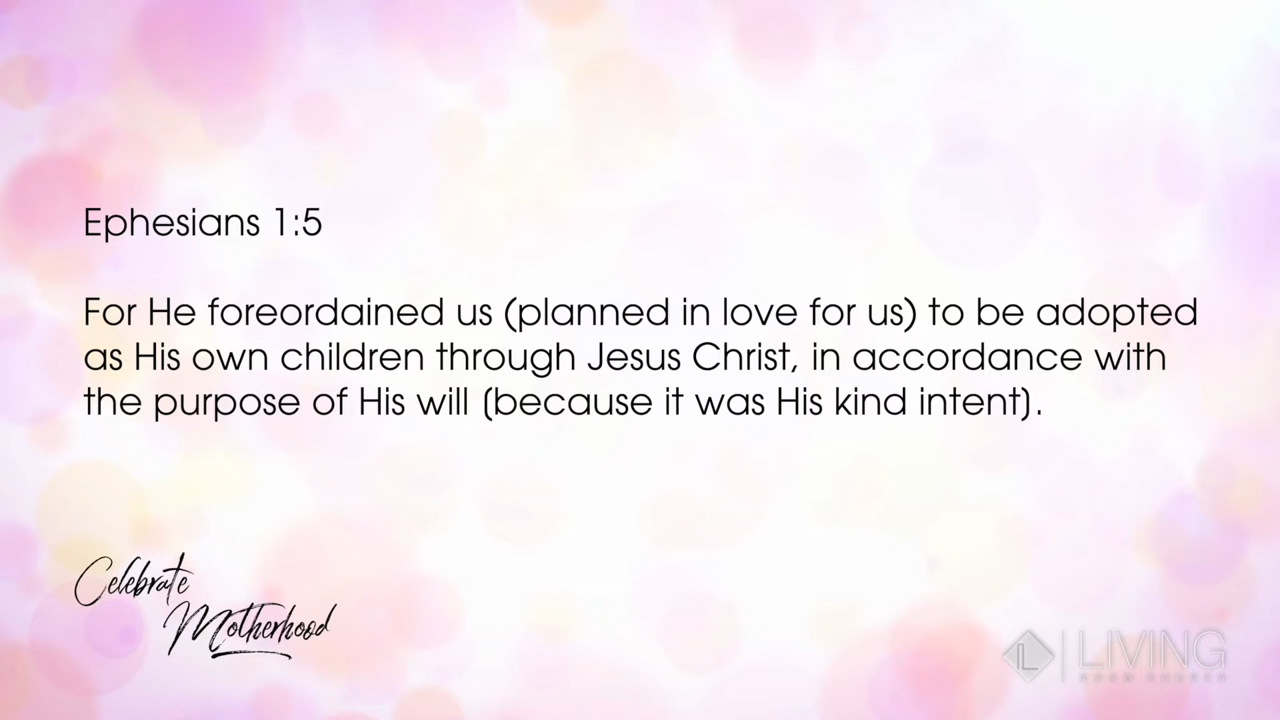 Ephesians 1:5
For He foreordained us (planned in love for us) to be adopted
as His own children through Jesus Christ, in accordance with
the purpose of His will (because it was His kind intent).
Celebrate
Motherhood
LIVING